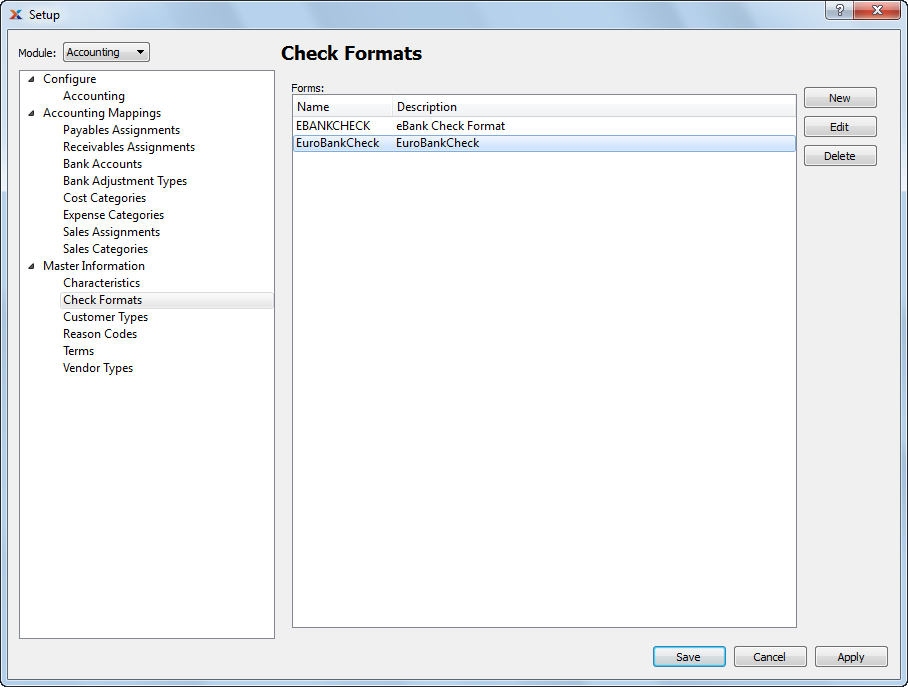 Setup
Module: Accounting
Check Formats
Configure
Accounting
Accounting Mappings
Payables Assignments
Receivables Assignments
Bank Accounts
Bank Adjustment Types
Cost Categories
Expense Categories
Sales Assignments
Sales Categories
Master Information
Characteristics
Check Formats
Customer Types
Reason Codes
Terms
Vendor Types
Forms:
Name Description
EBANKCHECK eBank Check Format
EuroBankCheck EuroBankCheck
New
Edit
Delete
Save Cancel Apply